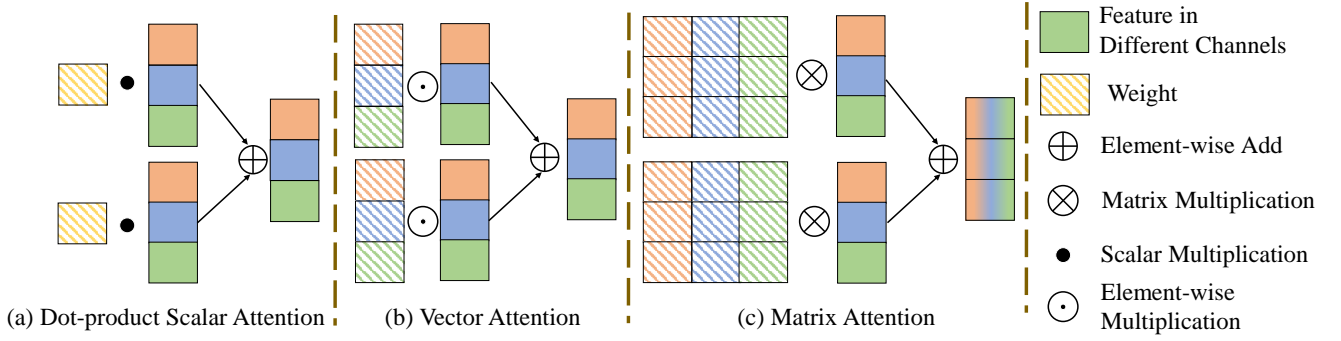 Feature in
Different Channels
Weight
Element-wise Add
Matrix Multiplication
Scalar Multiplication
Element-wise
Multiplication
(a) Dot-product Scalar Attention
(b) Vector Attention
(c) Matrix Attention